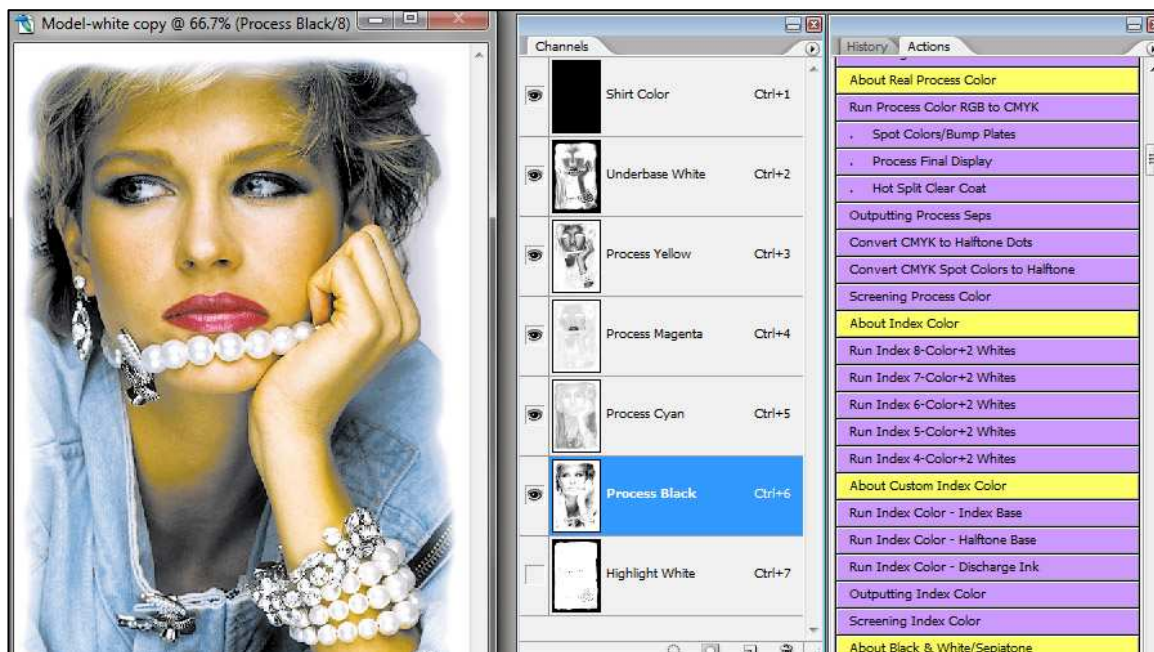 Model-white copy @ 66.7% (Process Black/8)
Channels
Shirt Color Ctrl+1
Underbase White Ctrl+2
Process Yellow Ctrl+3
Process Magenta Ctrl+4
Process Cyan Ctrl+5
Process Black Ctrl+6
Highlight White Ctrl+7
History Actions
About Real Process Color
Run Process Color RGB to CMYK
. Spot Colors/Bump Plates
. Process Final Display
. Hot Split Clear Coat
Outputting Process Seps
Convert CMYK to Halftone Dots
Convert CMYK Spot Colors to Halftone
Screening Process Color
About Index Color
Run Index 8-Color+2 Whites
Run Index 7-Color+2 Whites
Run Index 6-Color+2 Whites
Run Index 5-Color+2 Whites
Run Index 4-Color+2 Whites
About Custom Index Color
Run Index Color - Index Base
Run Index Color - Halftone Base
Run Index Color - Discharge Ink
Outputting Index Color
Screening Index Color
About Black & White/Sepiatone